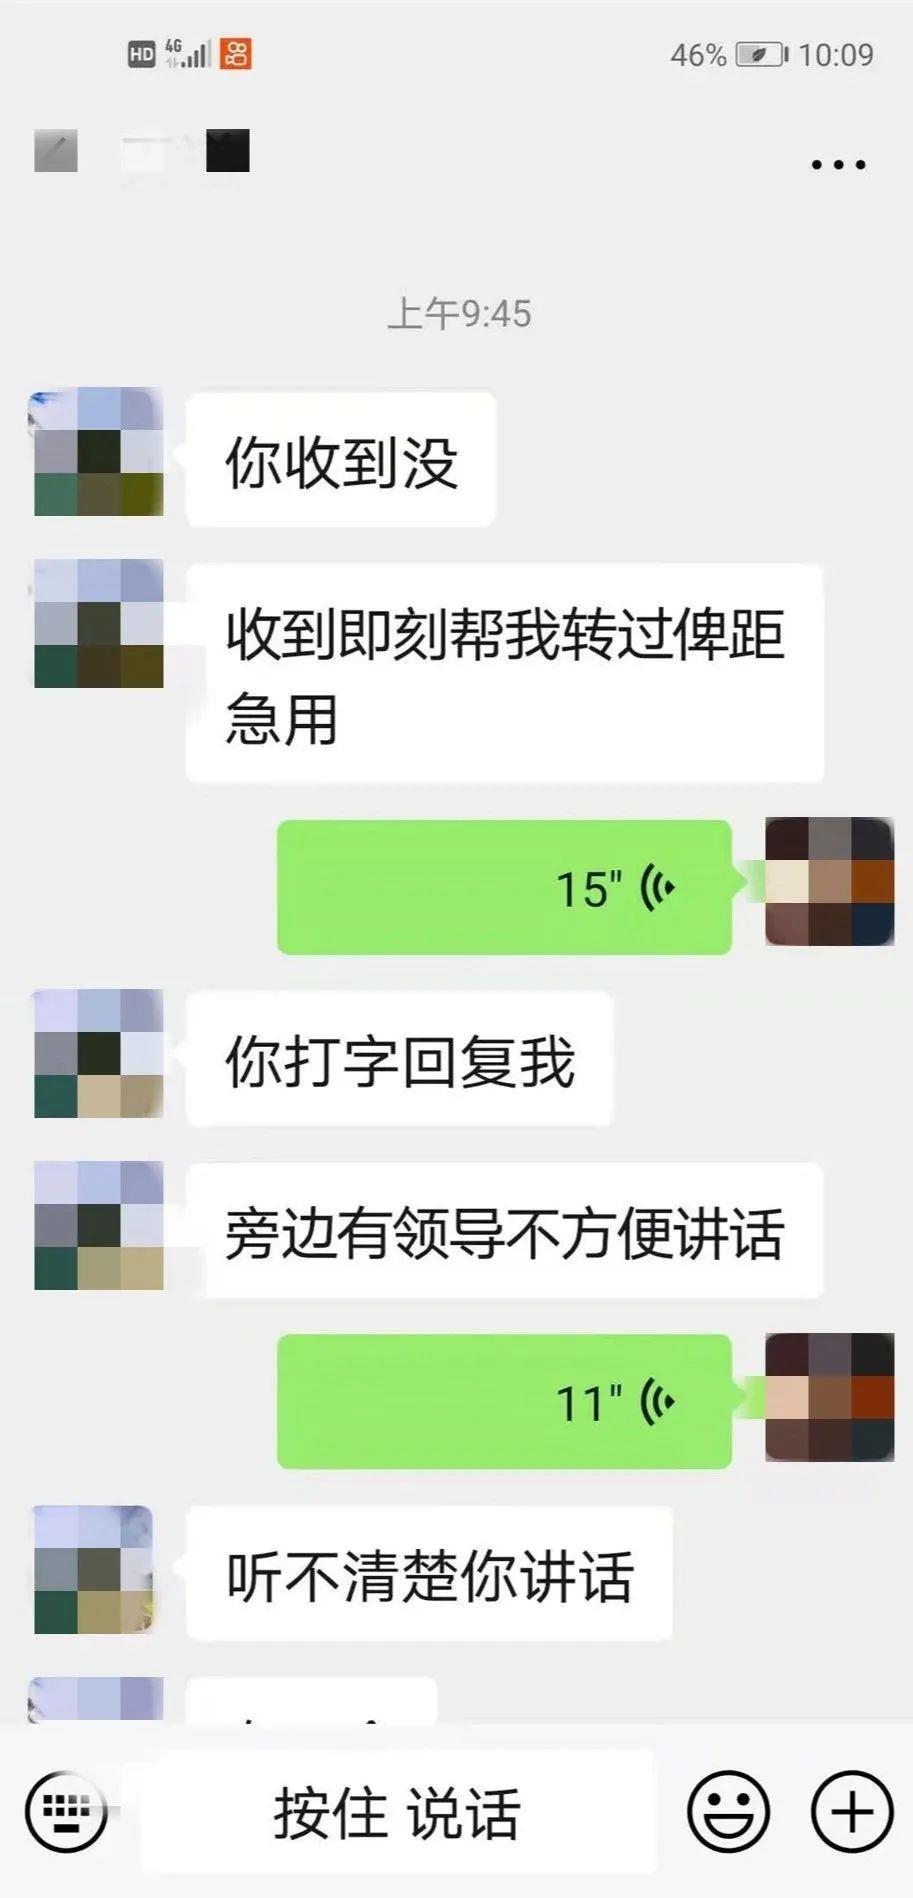 HD 4G 46% 10:09
上午9:45
你收到没
收到即刻帮我转过俾距
急用
15"
你打字回复我
旁边有领导不方便讲话
11"
听不清楚你讲话
按住 说话